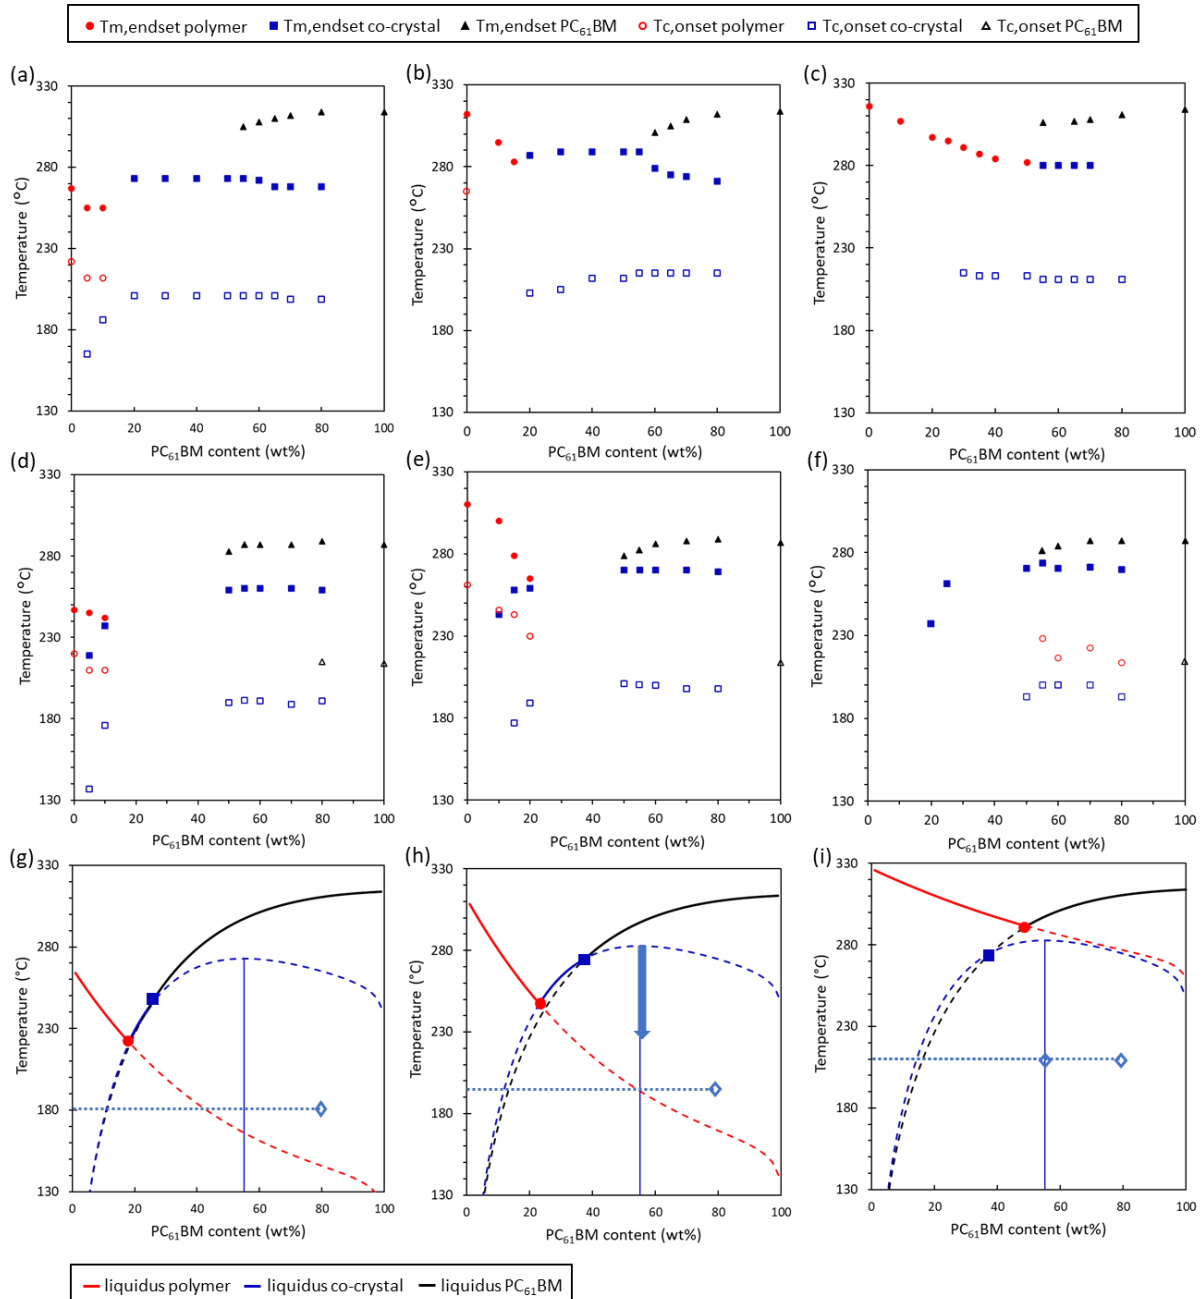 Tm,endset polymer Tm,endset co-crystal Tm,endset PC61BM Tc,onset polymer Tc,onset co-crystal Tc,onset PC61BM
(a)
330
280
230
180
130
Temperature (°C)
0 20 40 60 80 100
PC61BM content (wt%)
(b)
330
280
230
180
130
Temperature (°C)
0 20 40 60 80 100
PC61BM content (wt%)
(c)
330
280
230
180
130
Temperature (°C)
0 20 40 60 80 100
PC61BM content (wt%)
(d)
330
280
230
180
130
Temperature (°C)
0 20 40 60 80 100
PC61BM content (wt%)
(e)
330
280
230
180
130
Temperature (°C)
0 20 40 60 80 100
PC61BM content (wt%)
(f)
330
280
230
180
130
Temperature (°C)
0 20 40 60 80 100
PC61BM content (wt%)
(g)
330
280
230
180
130
Temperature (°C)
0 20 40 60 80 100
PC61BM content (wt%)
(h)
330
280
230
180
130
Temperature (°C)
0 20 40 60 80 100
PC61BM content (wt%)
(i)
330
280
230
180
130
Temperature (°C)
0 20 40 60 80 100
PC61BM content (wt%)
liquidus polymer liquidus co-crystal liquidus PC61BM